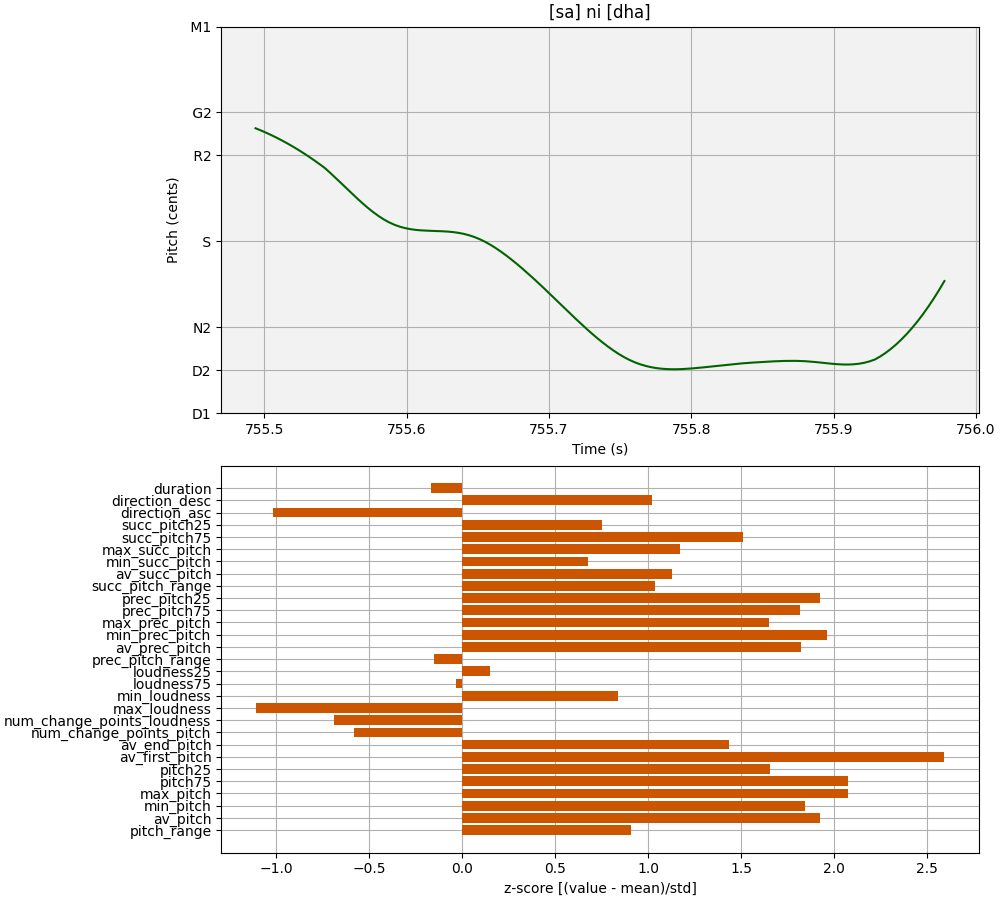 [sa] ni [dha]
M1
G2
R2
S
N2
D2
D1
Pitch (cents)
755.5 755.6 755.7 755.8 755.9 756.0
Time (s)
duration
direction_desc
direction_asc
succ_pitch25
succ_pitch75
max_succ_pitch
min_succ_pitch
av_succ_pitch
succ_pitch_range
prec_pitch25
prec_pitch75
max_prec_pitch
min_prec_pitch
av_prec_pitch
prec_pitch_range
loudness25
loudness75
min_loudness
max_loudness
num_change_points_loudness
num_change_points_pitch
av_end_pitch
av_first_pitch
pitch25
pitch75
max_pitch
min_pitch
av_pitch
pitch_range
−1.0 −0.5 0.0 0.5 1.0 1.5 2.0 2.5
z-score [(value - mean)/std]